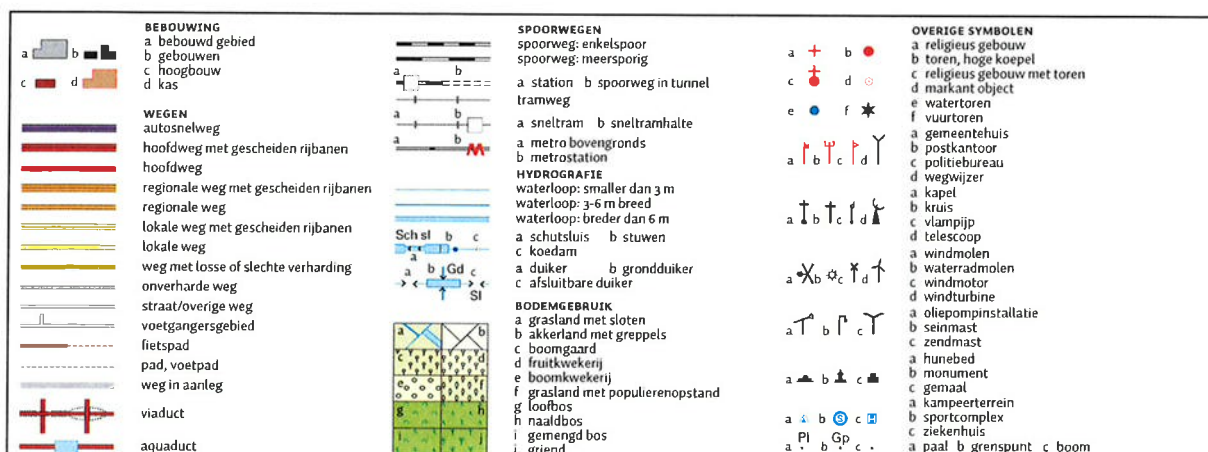 BEBOUWING
a bebouwd gebied
a b
b gebouwen
c hoogbouw
c d
d kas
WEGEN
autosnelweg
hoofdweg met gescheiden rijbanen
hoofdweg
regionale weg met gescheiden rijbanen
regionale weg
lokale weg met gescheiden rijbanen
lokale weg
weg met losse of slechte verharding
onverharde weg
straat/overige weg
voetgangersgebied
fietspad
pad, voetpad
weg in aanleg
viaduct
aquaduct
SPOORWEGEN
spoorweg: enkelspoor
spoorweg: meersporig
a b
a station b spoorweg in tunnel
tramweg
a b
a sneltram b sneltramhalte
a b
a metro bovengronds
b metrostation
HYDROGRAFIE
waterloop: smaller dan 3 m
waterloop: 3-6 m breed
waterloop: breder dan 6 m
Sch sl b c
a
a schutsluis b stuwen
c koedam
a b Gd c
Sl
a duiker b grondduiker
c afsluitbare duiker
BODEMGEBRUIK
a b
c d
e f
g h
i j
a grasland met sloten
b akkerland met greppels
c boomgaard
d fruitkwekerij
e boomkwekerij
f grasland met populierenopstand
g loofbos
h naaldbos
i gemengd bos
j griend
OVERIGE SYMBOLEN
a b
c d
e f
a religieus gebouw
b toren, hoge koepel
c religieus gebouw met toren
d markant object
e watertoren
f vuurtoren
a b c d
a gemeentehuis
b postkantoor
c politiebureau
d wegwijzer
a b c d
a kapel
b kruis
c vlampijp
d telescoop
a b c d
a windmolen
b waterradmolen
c windmotor
d windturbine
a b c
a oliepompinstallatie
b seinmast
c zendmast
a b c
a hunebed
b monument
c gemaal
a b S c H
a kampeerterrein
b sportcomplex
c ziekenhuis
Pl Gp
a b c
a paal b grenspunt c boom